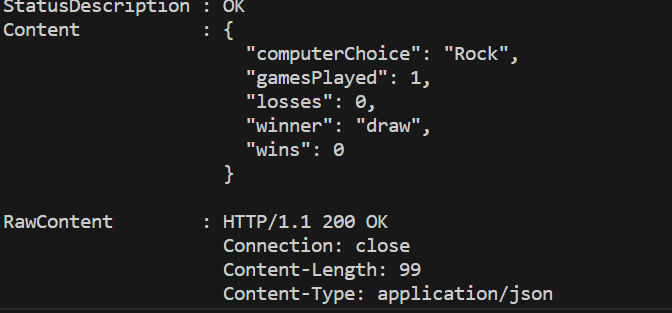 StatusDescription : OK
Content           : {
                      "computerChoice": "Rock",
                      "gamesPlayed": 1,
                      "losses": 0,
                      "winner": "draw",
                      "wins": 0
                    }
RawContent        : HTTP/1.1 200 OK
                    Connection: close
                    Content-Length: 99
                    Content-Type: application/json